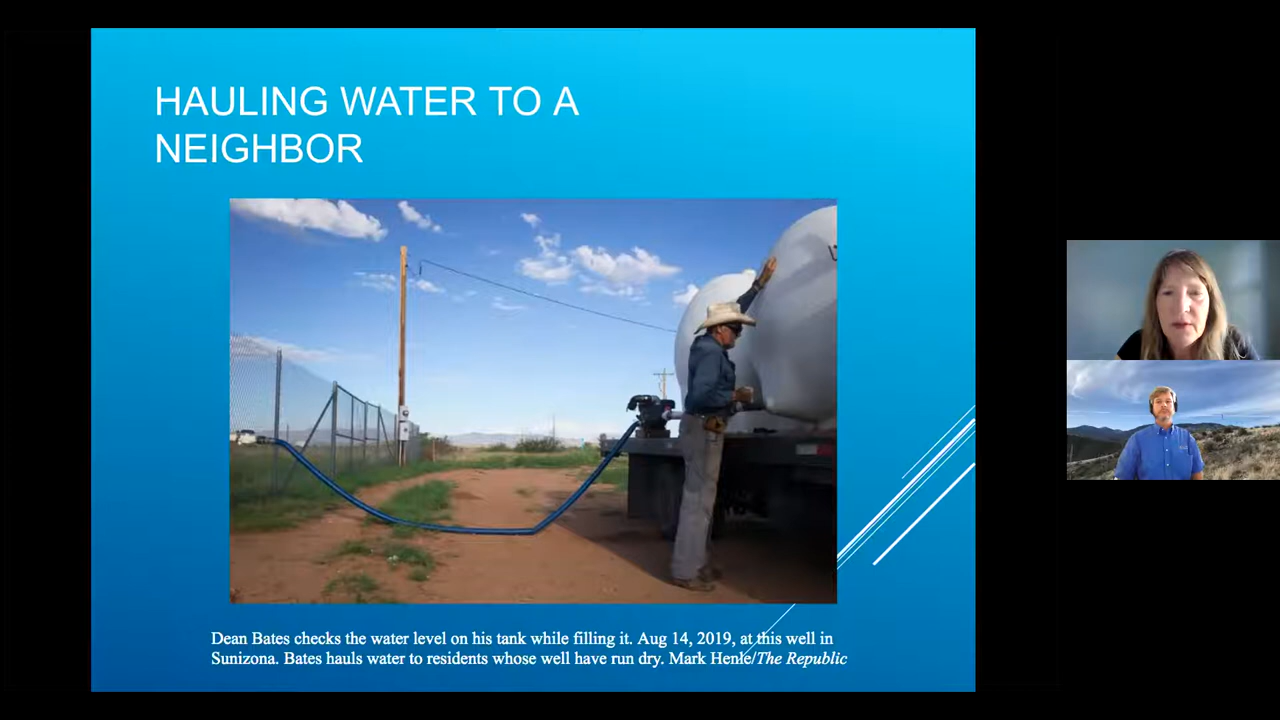 HAULING WATER TO A
NEIGHBOR
Dean Bates checks the water level on his tank while filling it. Aug 14, 2019, at this well in
Sunizona. Bates hauls water to residents whose well have run dry. Mark Henle/The Republic